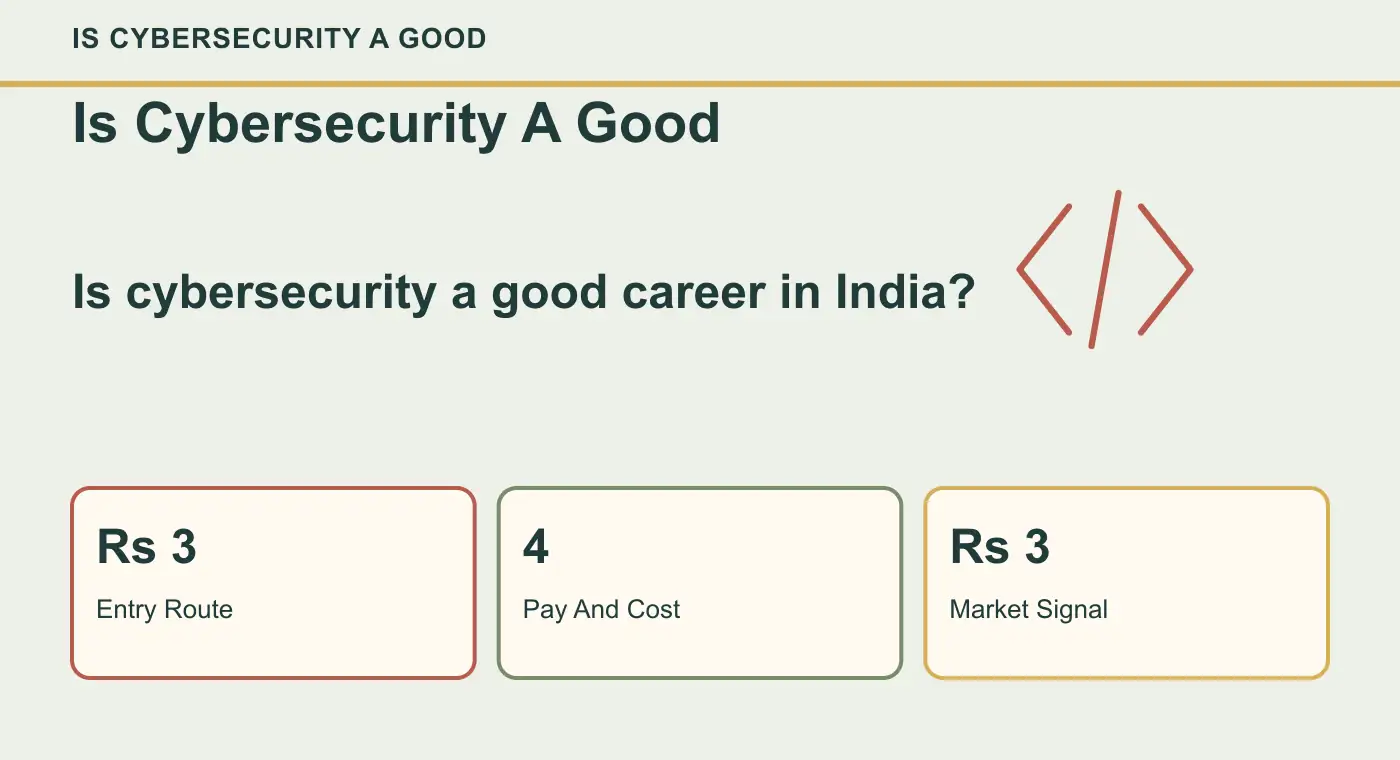 IS CYBERSECURITY A GOOD
Is Cybersecurity A Good
Is cybersecurity a good career in India?
Rs 3
Entry Route
4
Pay And Cost
Rs 3
Market Signal